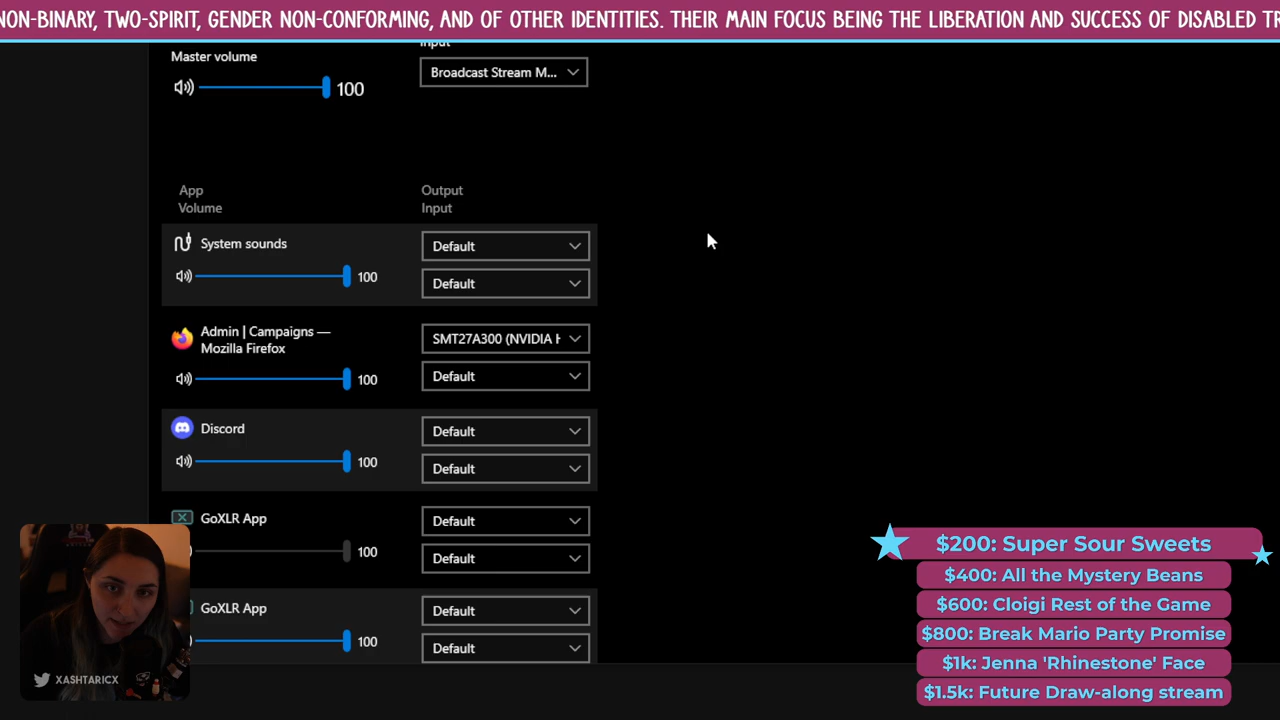 NON-BINARY, TWO-SPIRIT, GENDER NON-CONFORMING, AND OF OTHER IDENTITIES. THEIR MAIN FOCUS BEING THE LIBERATION AND SUCCESS OF DISABLED TR
Master volume
Input
100
Broadcast Stream M...
App
Volume
Output
Input
System sounds
100
Default
Default
Admin | Campaigns —
Mozilla Firefox
100
SMT27A300 (NVIDIA H
Default
Discord
100
Default
Default
GoXLR App
100
Default
Default
GoXLR App
100
Default
Default
XASHTARICX
$200: Super Sour Sweets
$400: All the Mystery Beans
$600: Cloigi Rest of the Game
$800: Break Mario Party Promise
$1k: Jenna 'Rhinestone' Face
$1.5k: Future Draw-along stream